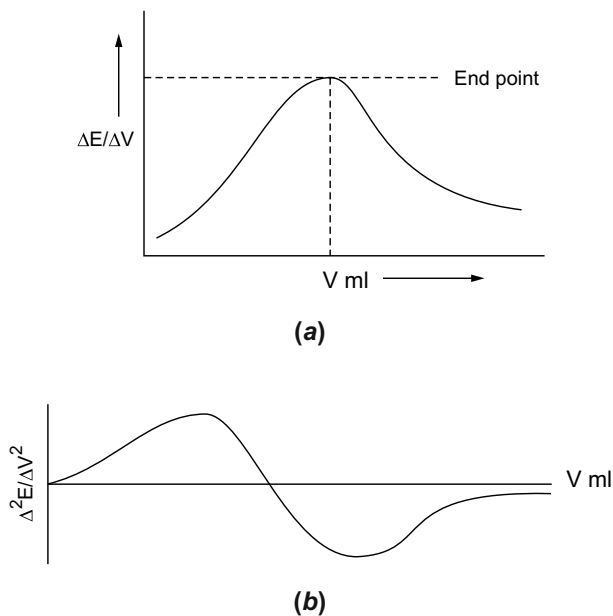 End point
ΔE/ΔV
V ml
(a)
Δ²E/ΔV²
V ml
(b)